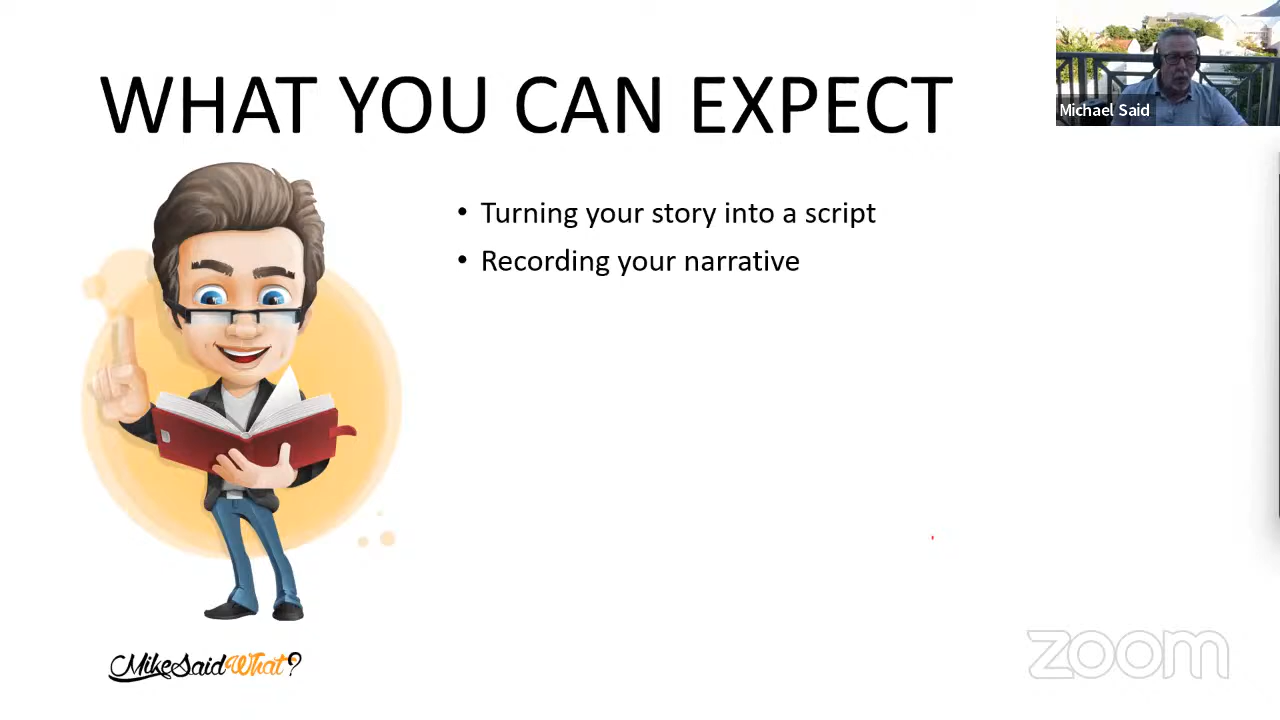 WHAT YOU CAN EXPECT
Michael Said
• Turning your story into a script
• Recording your narrative
MikeSaidWhat?
zoom